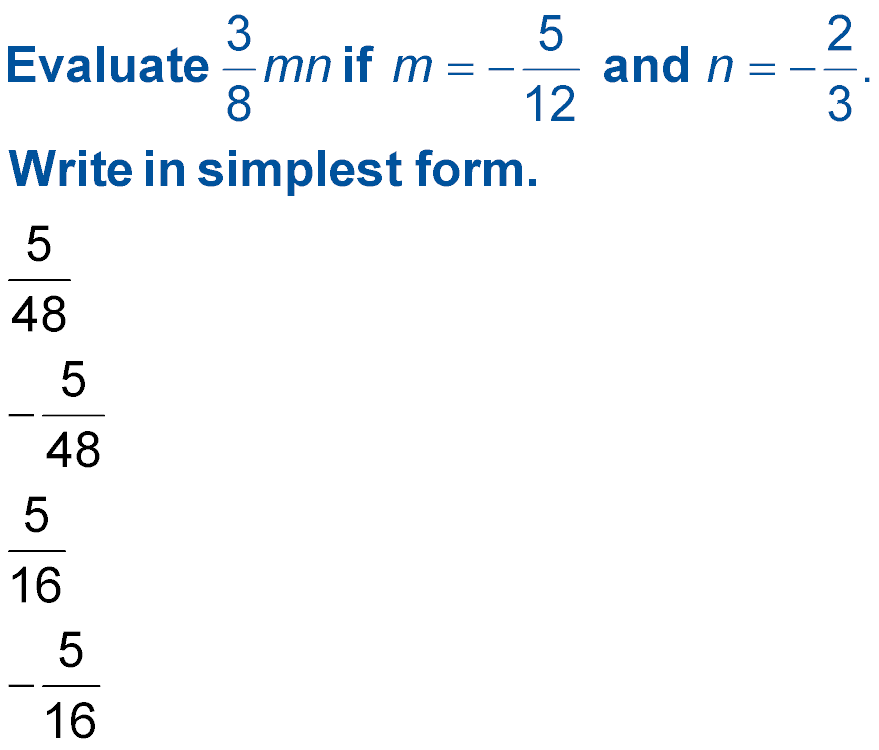 Evaluate 3/8 mn if m = −5/12 and n = −2/3.
Write in simplest form.
5/48
−5/48
5/16
−5/16